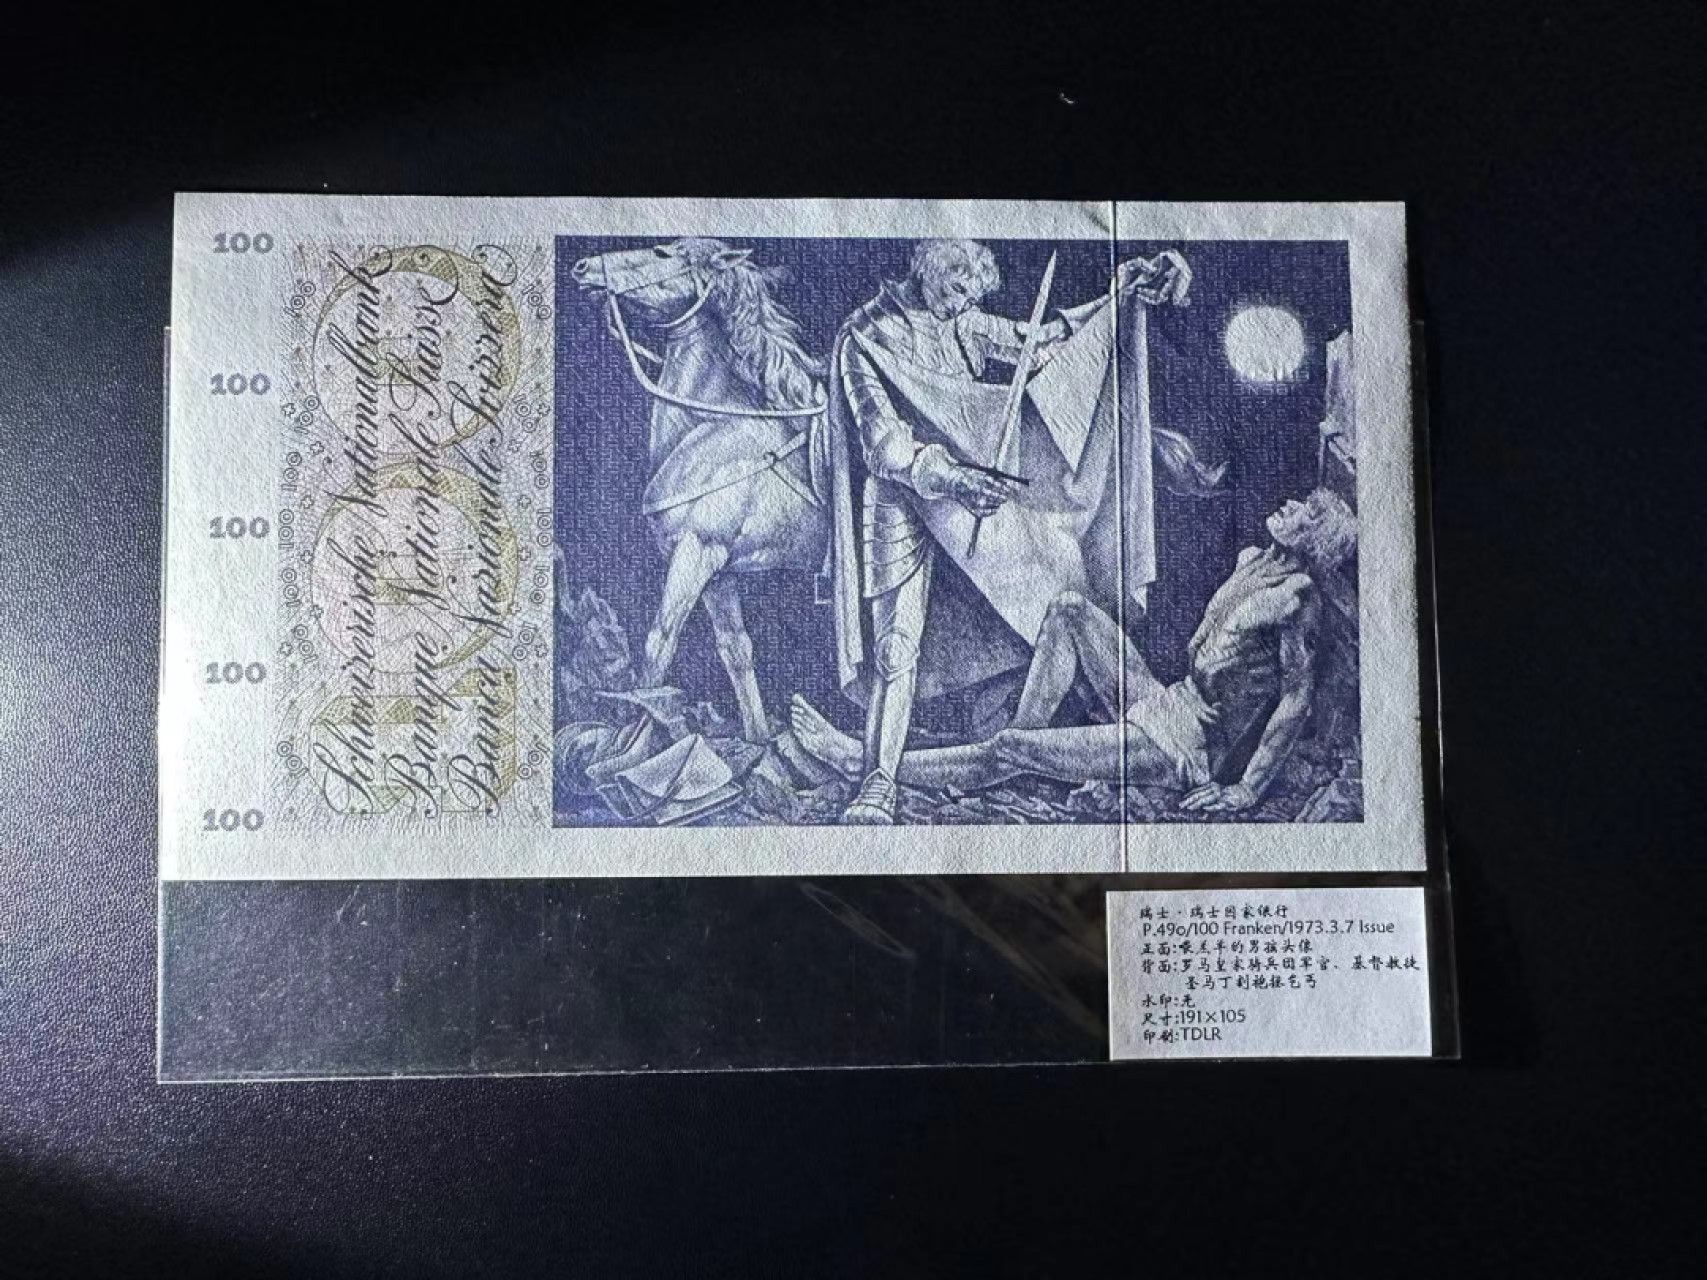 100
100
100
100
100
Schweizerische Nationalbank
Banque Nationale Suisse
Banca Nazionale Svizzera
瑞士·瑞士国家银行
P.49o/100 Franken/1973.3.7 Issue
正面:喂羔羊的男孩头像
背面:罗马皇家骑兵团军官、基督教徒
圣马丁割袍援乞丐
水印:无
尺寸:191×105
印刷:TDLR